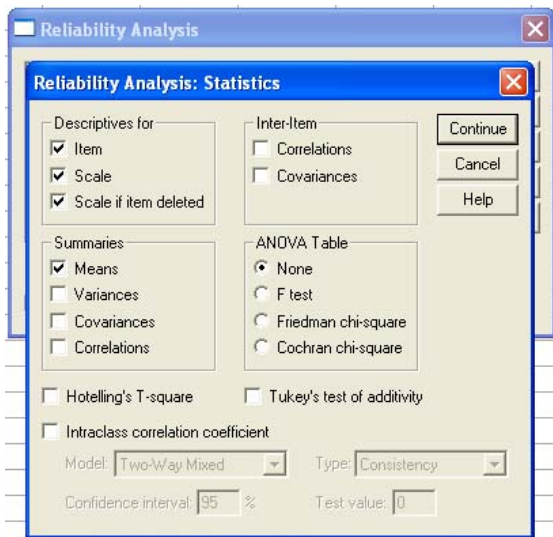 Reliability Analysis
Reliability Analysis: Statistics
Descriptives for
Item
Scale
Scale if item deleted
Inter-Item
Correlations
Covariances
Continue
Cancel
Help
Summaries
Means
Variances
Covariances
Correlations
ANOVA Table
None
F test
Friedman chi-square
Cochran chi-square
Hotelling's T-square
Tukey's test of additivity
Intraclass correlation coefficient
Model: Two-Way Mixed
Type: Consistency
Confidence interval: 95 %
Test value: 0